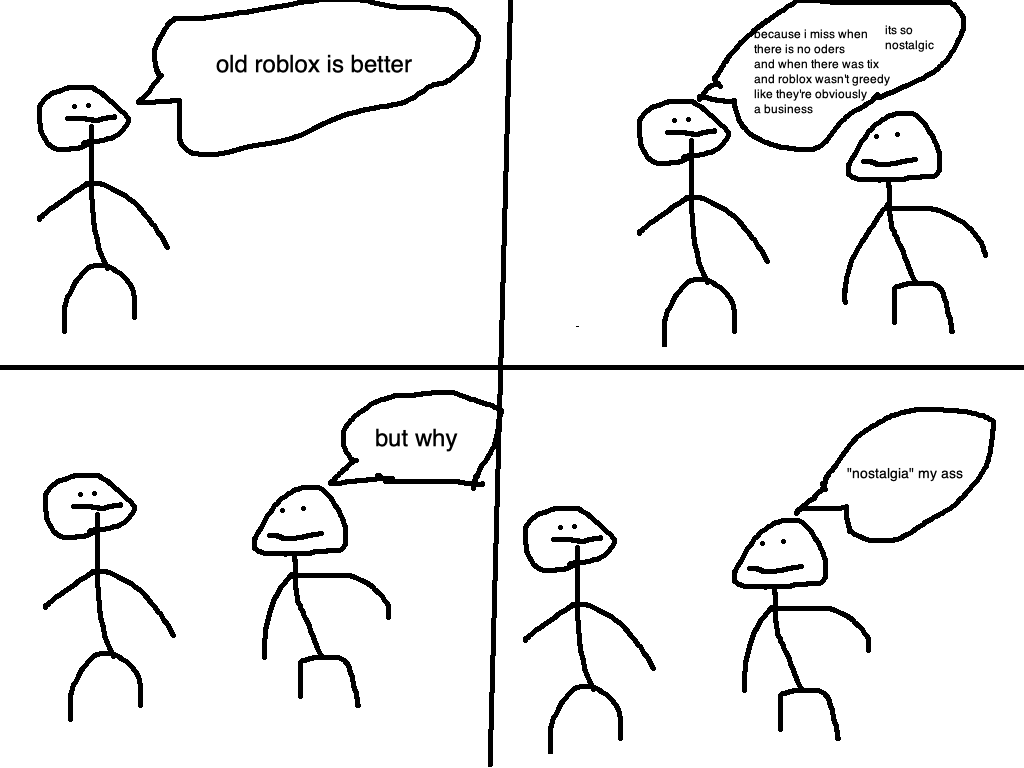 old roblox is better
because i miss when
there is no oders
and when there was tix
and roblox wasn't greedy
like they're obviously
a business
its so
nostalgic
but why
"nostalgia" my ass